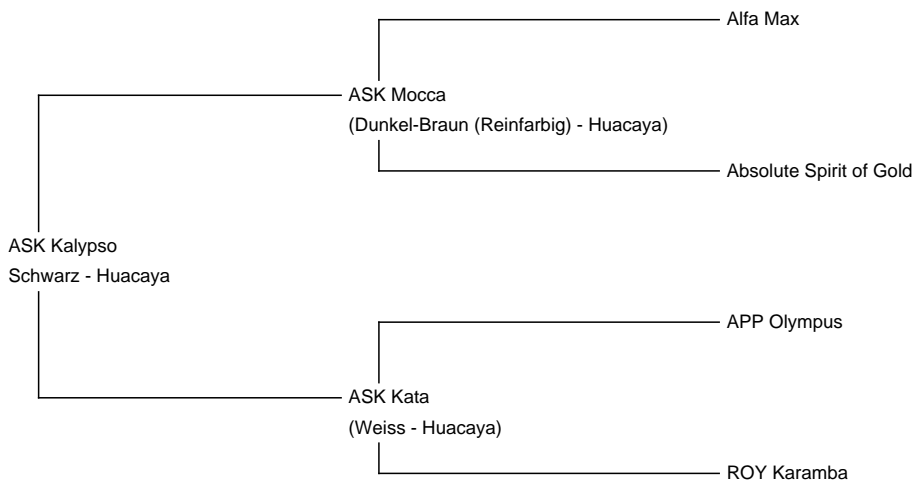 Alfa Max
ASK Mocca
(Dunkel-Braun (Reinfarbig) - Huacaya)
Absolute Spirit of Gold
ASK Kalypso
Schwarz - Huacaya
APP Olympus
ASK Kata
(Weiss - Huacaya)
ROY Karamba